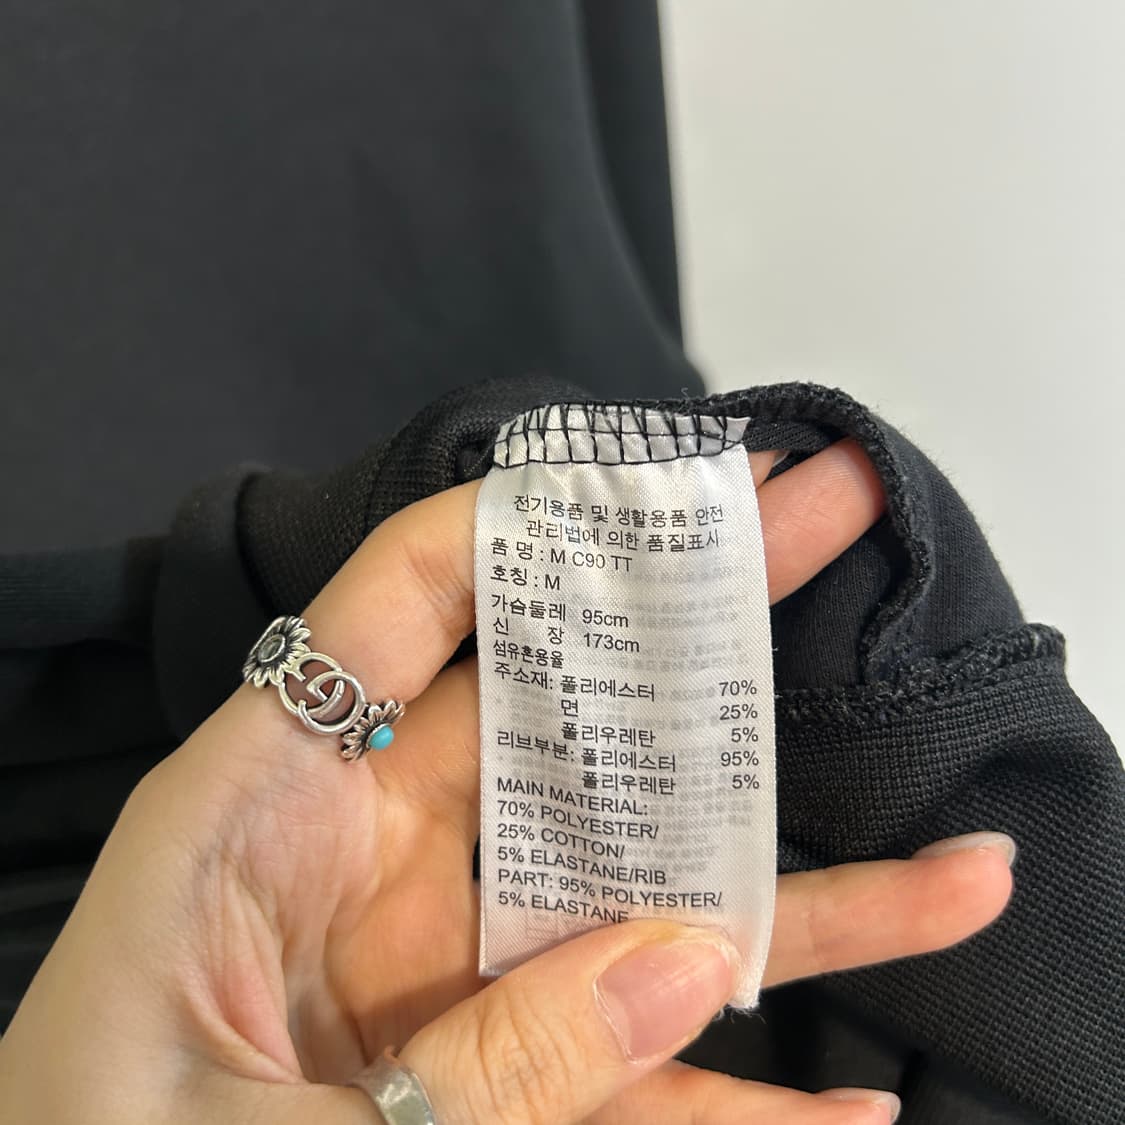 전기용품 및 생활용품 안전
관리법에 의한 품질표시
품 명 : M C90 TT
호칭 : M
가슴둘레 95cm
신 장 173cm
섬유혼용율
주소재: 폴리에스터 70%
면 25%
폴리우레탄 5%
리브부분: 폴리에스터 95%
폴리우레탄 5%
MAIN MATERIAL:
70% POLYESTER/
25% COTTON/
5% ELASTANE/RIB
PART: 95% POLYESTER/
5% ELASTANE